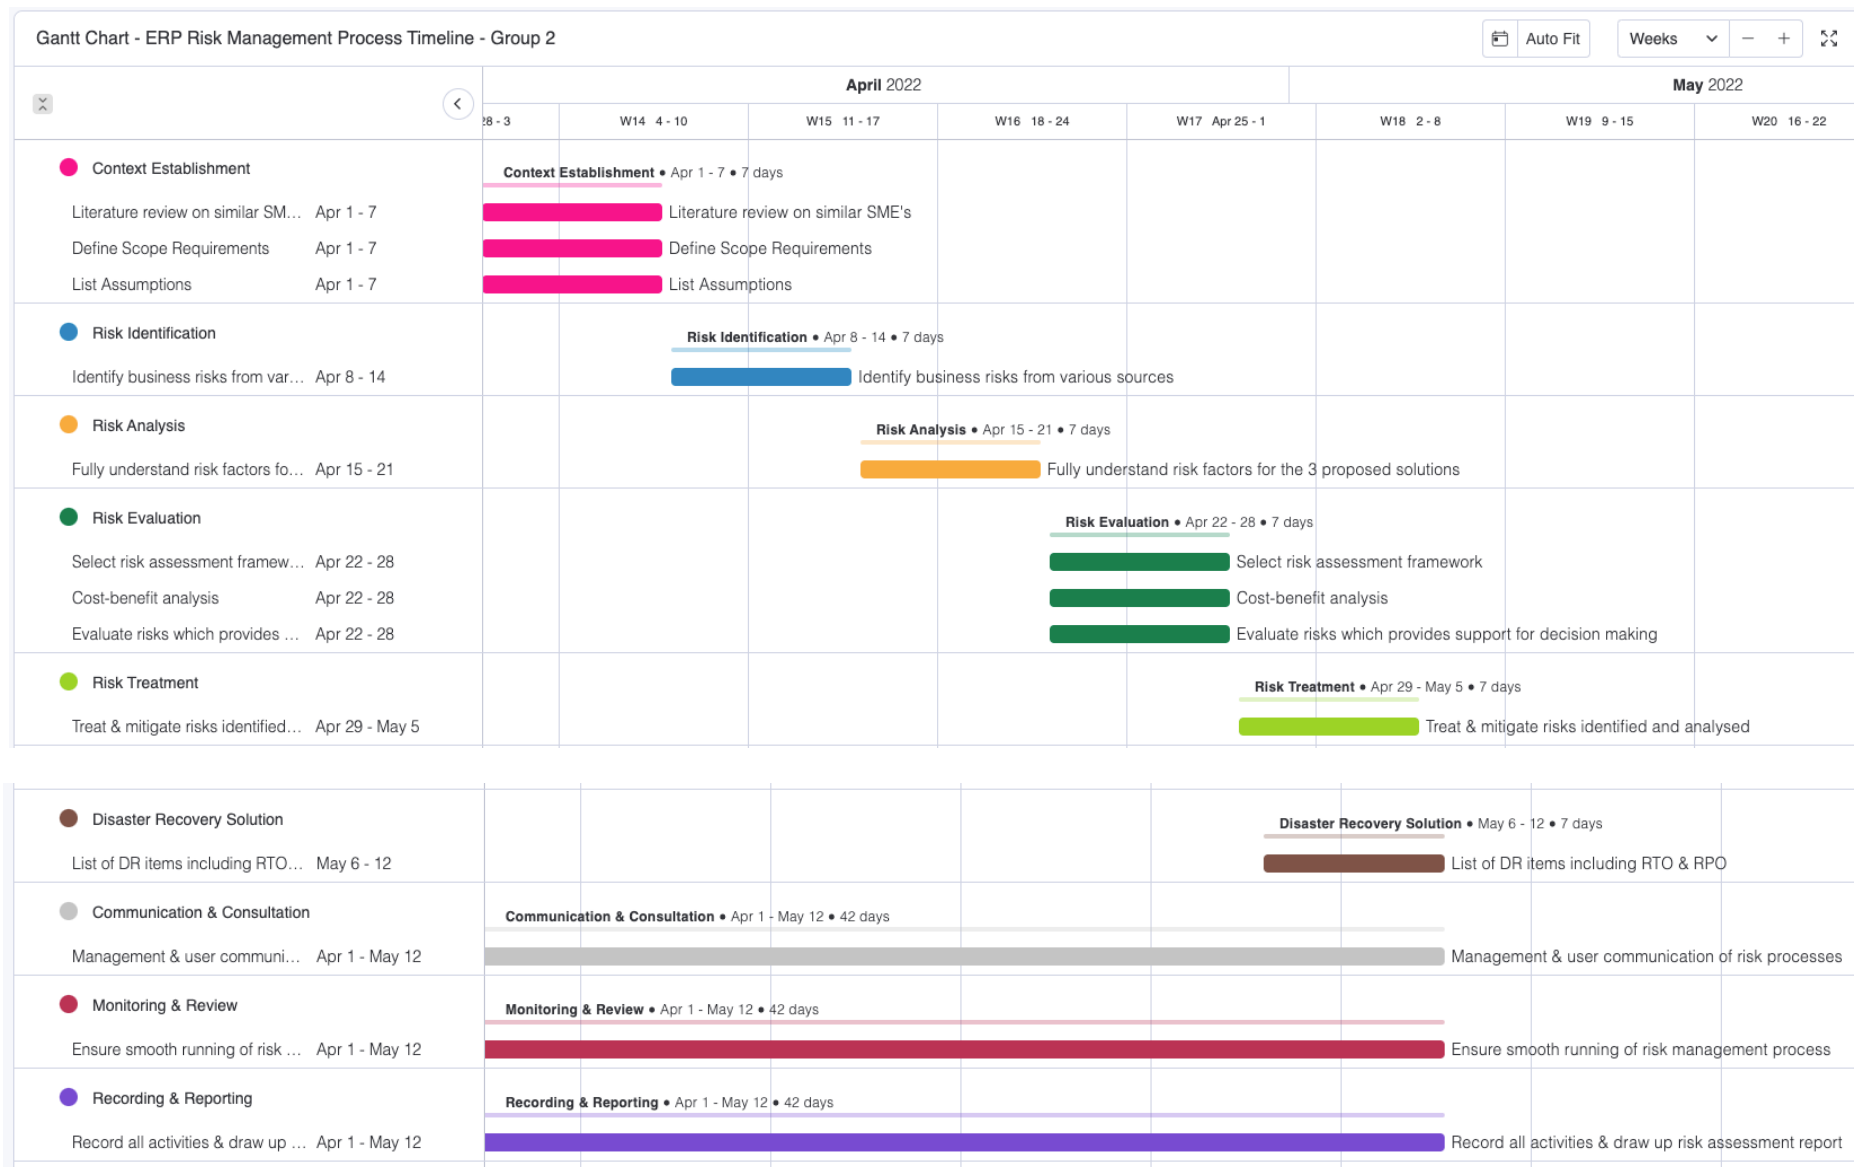 Gantt Chart - ERP Risk Management Process Timeline - Group 2
Auto Fit
Weeks
April 2022
May 2022
28 - 3
W14 4 - 10
W15 11 - 17
W16 18 - 24
W17 Apr 25 - 1
W18 2 - 8
W19 9 - 15
W20 16 - 22
Context Establishment
Context Establishment • Apr 1 - 7 • 7 days
Literature review on similar SM... Apr 1 - 7
Literature review on similar SME's
Define Scope Requirements Apr 1 - 7
Define Scope Requirements
List Assumptions Apr 1 - 7
List Assumptions
Risk Identification
Risk Identification • Apr 8 - 14 • 7 days
Identify business risks from var... Apr 8 - 14
Identify business risks from various sources
Risk Analysis
Risk Analysis • Apr 15 - 21 • 7 days
Fully understand risk factors fo... Apr 15 - 21
Fully understand risk factors for the 3 proposed solutions
Risk Evaluation
Risk Evaluation • Apr 22 - 28 • 7 days
Select risk assessment framew... Apr 22 - 28
Select risk assessment framework
Cost-benefit analysis Apr 22 - 28
Cost-benefit analysis
Evaluate risks which provides ... Apr 22 - 28
Evaluate risks which provides support for decision making
Risk Treatment
Risk Treatment • Apr 29 - May 5 • 7 days
Treat & mitigate risks identified... Apr 29 - May 5
Treat & mitigate risks identified and analysed
Disaster Recovery Solution
Disaster Recovery Solution • May 6 - 12 • 7 days
List of DR items including RTO... May 6 - 12
List of DR items including RTO & RPO
Communication & Consultation
Communication & Consultation • Apr 1 - May 12 • 42 days
Management & user communi... Apr 1 - May 12
Management & user communication of risk processes
Monitoring & Review
Monitoring & Review • Apr 1 - May 12 • 42 days
Ensure smooth running of risk ... Apr 1 - May 12
Ensure smooth running of risk management process
Recording & Reporting
Recording & Reporting • Apr 1 - May 12 • 42 days
Record all activities & draw up ... Apr 1 - May 12
Record all activities & draw up risk assessment report